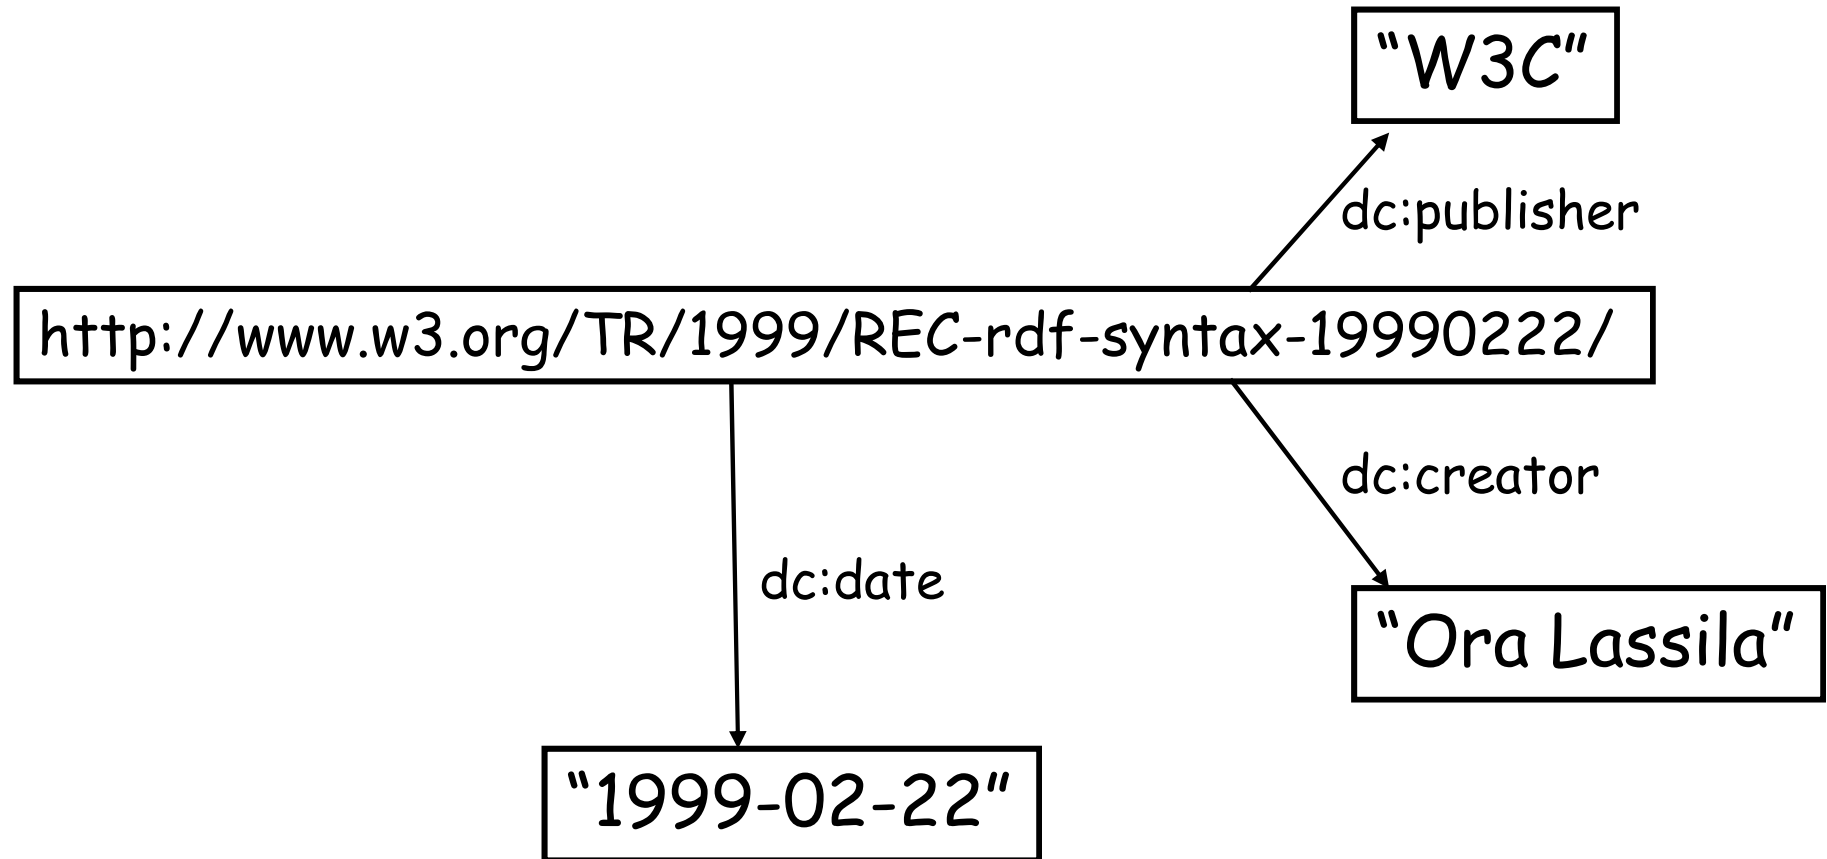 “W3C”
dc:publisher
http://www.w3.org/TR/1999/REC-rdf-syntax-19990222/
dc:creator
dc:date
“Ora Lassila”
“1999-02-22”